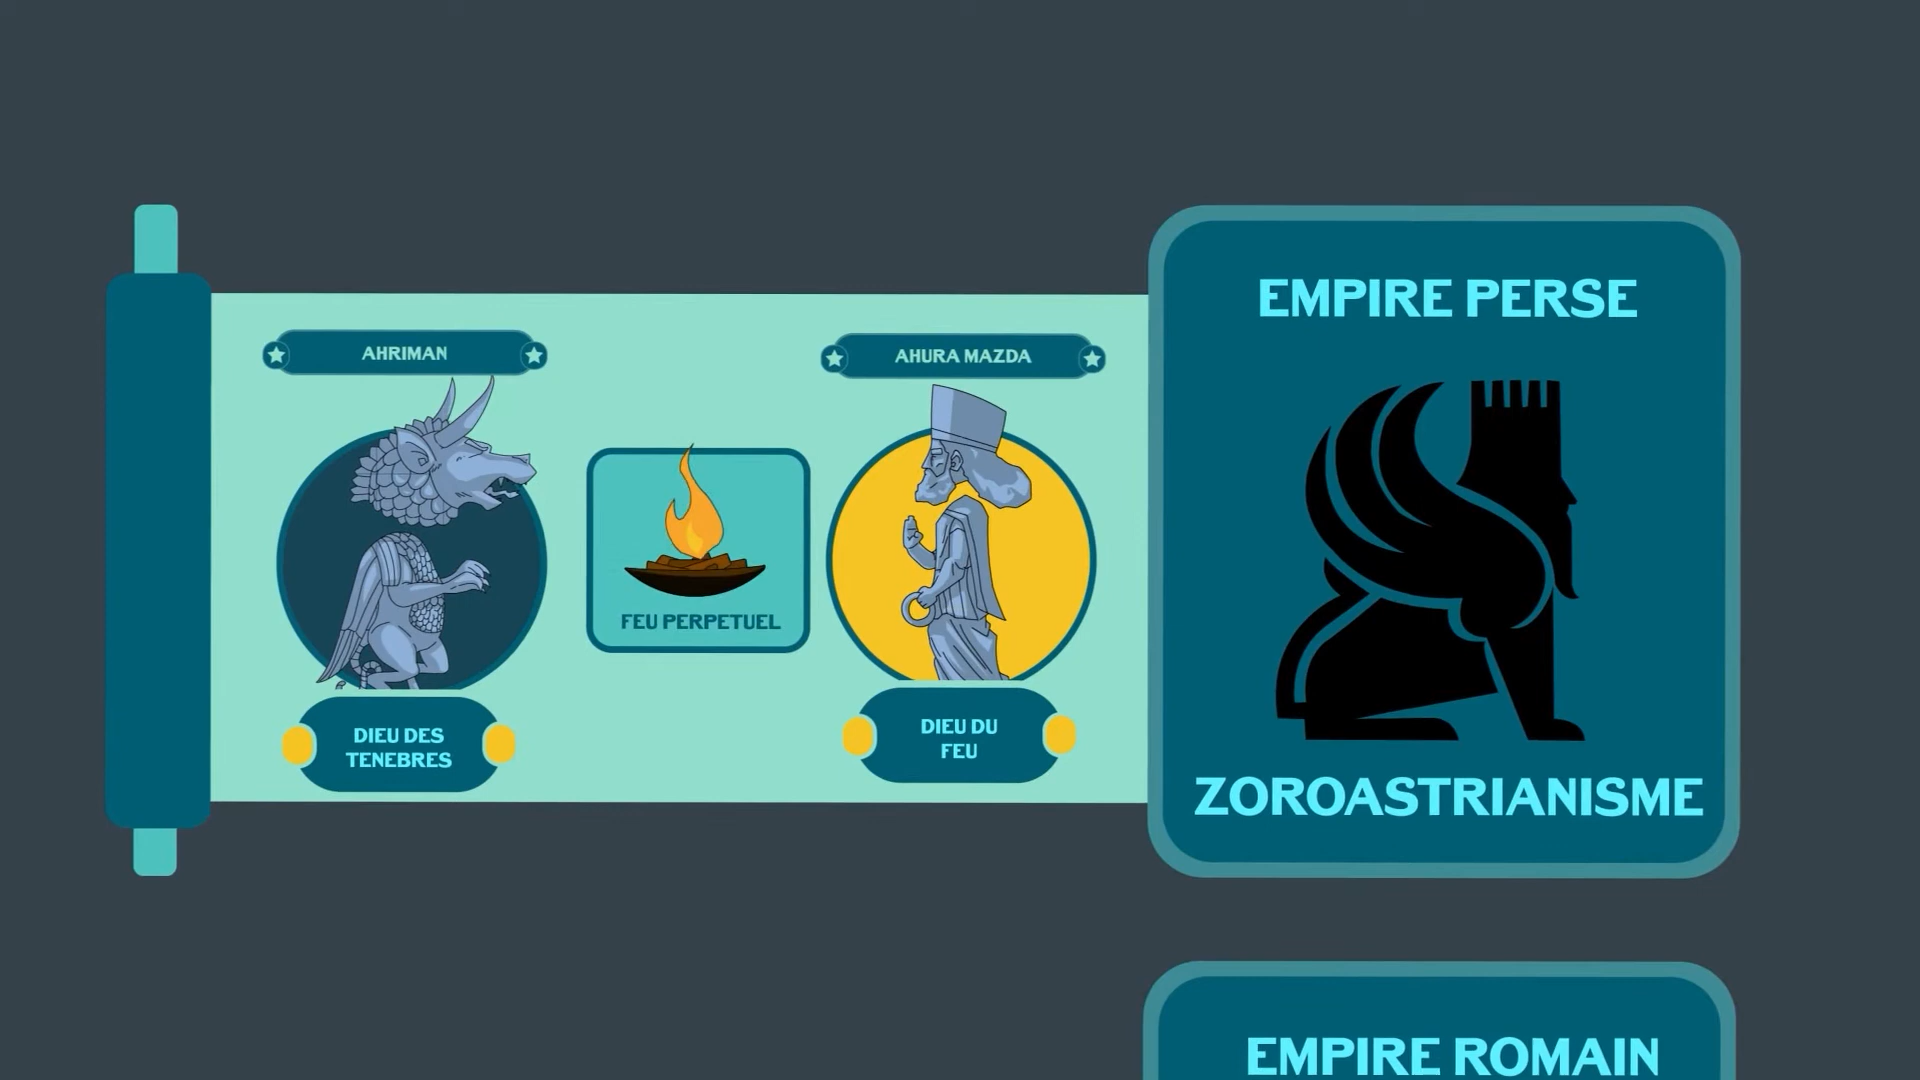 AHRIMAN
DIEU DES
TENEBRES
FEU PERPETUEL
AHURA MAZDA
DIEU DU
FEU
EMPIRE PERSE
ZOROASTRIANISME
EMPIRE ROMAIN